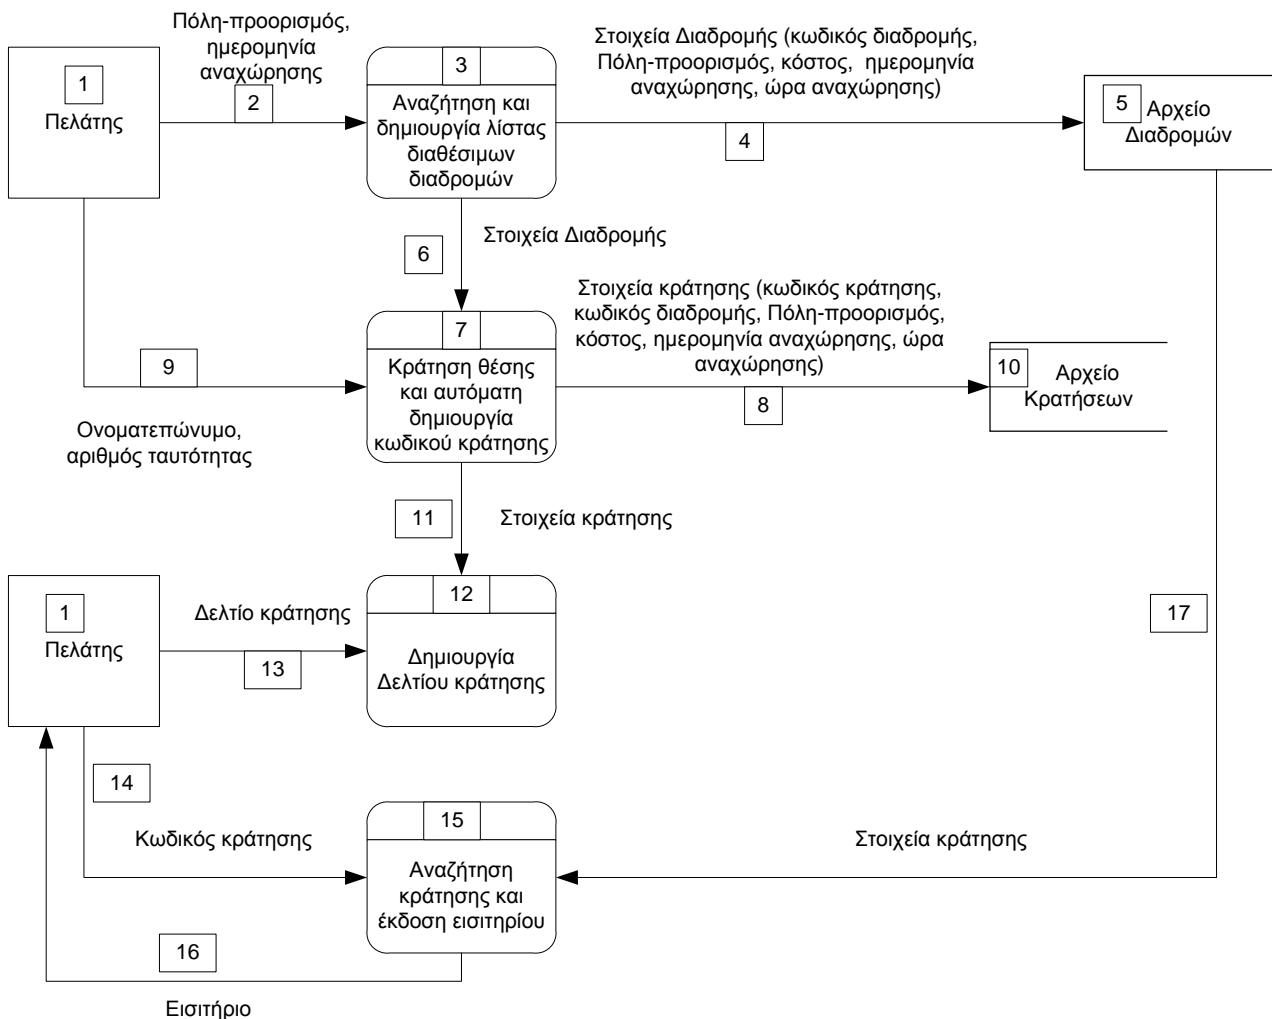 Πόλη-προορισμός,
ημερομηνία
αναχώρησης
2
1
Πελάτης
3
Αναζήτηση και
δημιουργία λίστας
διαθέσιμων
διαδρομών
Στοιχεία Διαδρομής (κωδικός διαδρομής,
Πόλη-προορισμός, κόστος, ημερομηνία
αναχώρησης, ώρα αναχώρησης)
4
5
Αρχείο
Διαδρομών
6
Στοιχεία Διαδρομής
7
Κράτηση θέσης
και αυτόματη
δημιουργία
κωδικού κράτησης
Στοιχεία κράτησης (κωδικός κράτησης,
κωδικός διαδρομής, Πόλη-προορισμός,
κόστος, ημερομηνία αναχώρησης, ώρα
αναχώρησης)
8
9
Ονοματεπώνυμο,
αριθμός ταυτότητας
10
Αρχείο
Κρατήσεων
11
Στοιχεία κράτησης
1
Πελάτης
Δελτίο κράτησης
13
12
Δημιουργία
Δελτίου κράτησης
17
14
Κωδικός κράτησης
15
Αναζήτηση
κράτησης και
έκδοση εισιτηρίου
Στοιχεία κράτησης
16
Εισιτήριο